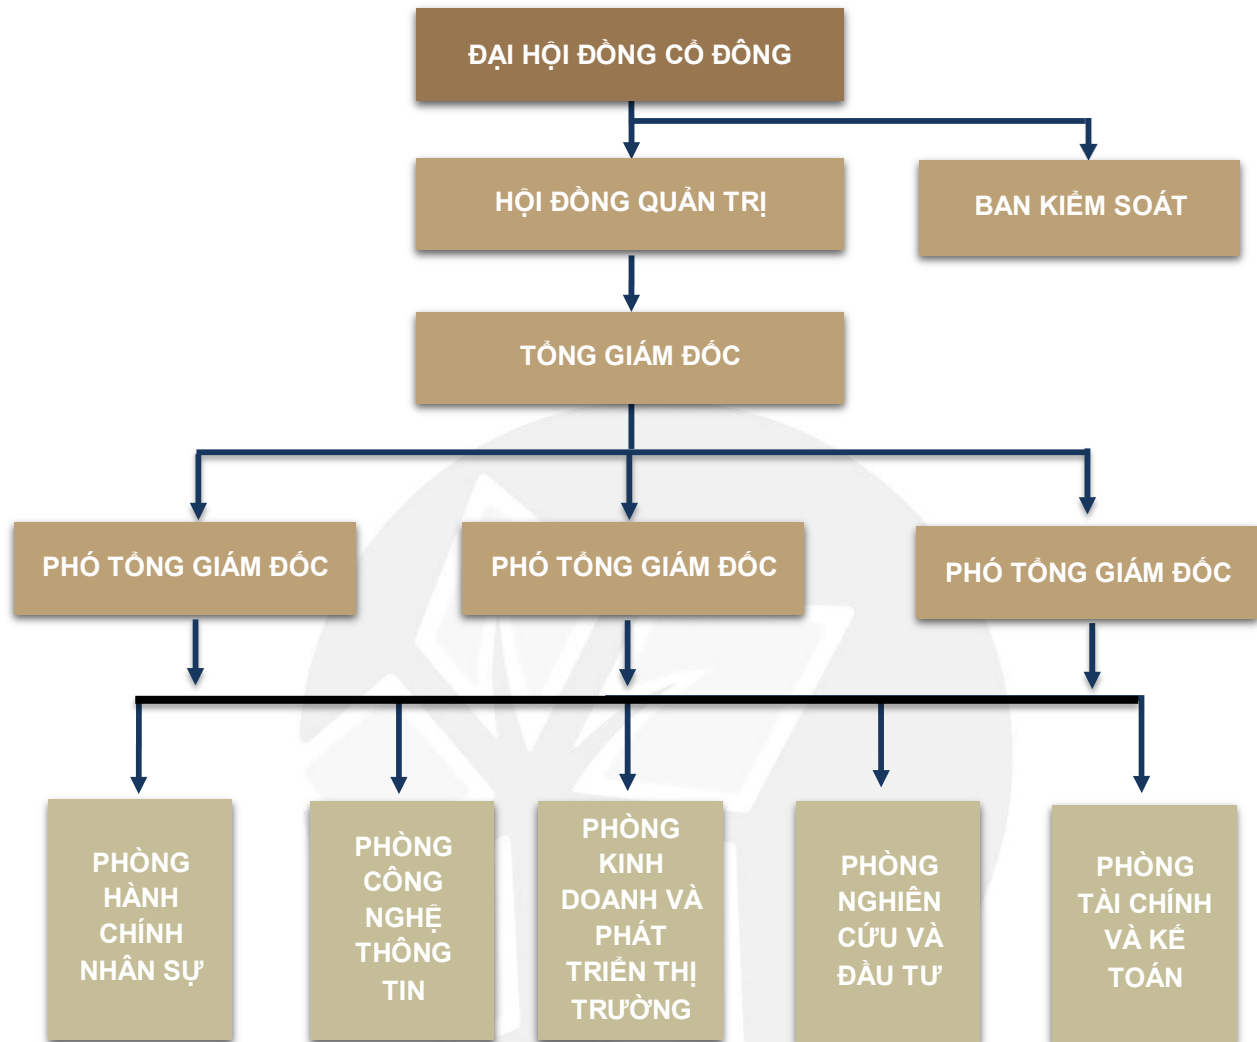 ĐẠI HỘI ĐỒNG CỔ ĐÔNG
HỘI ĐỒNG QUẢN TRỊ
BAN KIỂM SOÁT
TỔNG GIÁM ĐỐC
PHÓ TỔNG GIÁM ĐỐC
PHÓ TỔNG GIÁM ĐỐC
PHÓ TỔNG GIÁM ĐỐC
PHÒNG
HÀNH
CHÍNH
NHÂN SỰ
PHÒNG
CÔNG
NGHỆ
THÔNG
TIN
PHÒNG
KINH
DOANH VÀ
PHÁT
TRIỂN THỊ
TRƯỜNG
PHÒNG
NGHIÊN
CỨU VÀ
ĐẦU TƯ
PHÒNG
TÀI CHÍNH
VÀ KẾ
TOÁN